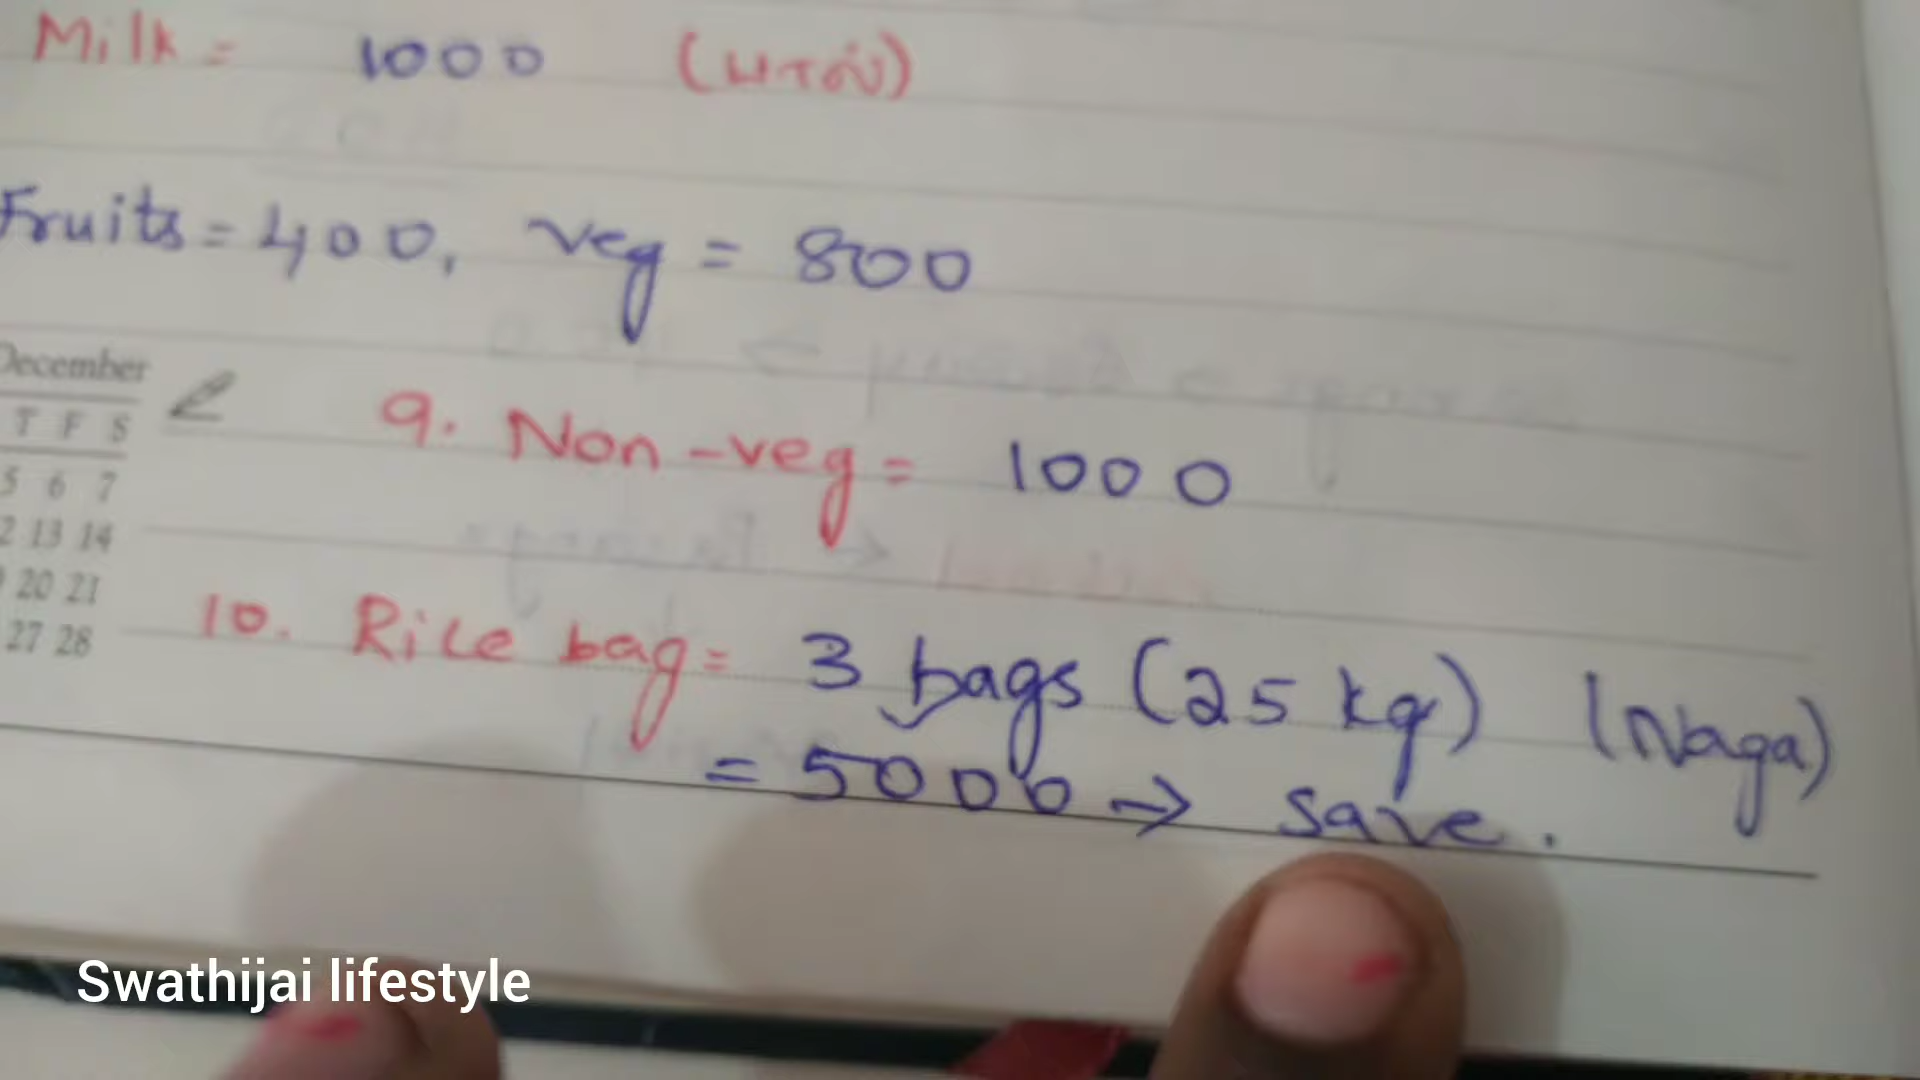 Milk = 1000 (பால்)
Fruits = 400, veg = 800
December
T F S
5 6 7
2 13 14
9. Non-veg = 1000
20 21
27 28
10. Rice bag = 3 bags (25 kg) (Naga)
= 5000 → save.
Swathijai lifestyle